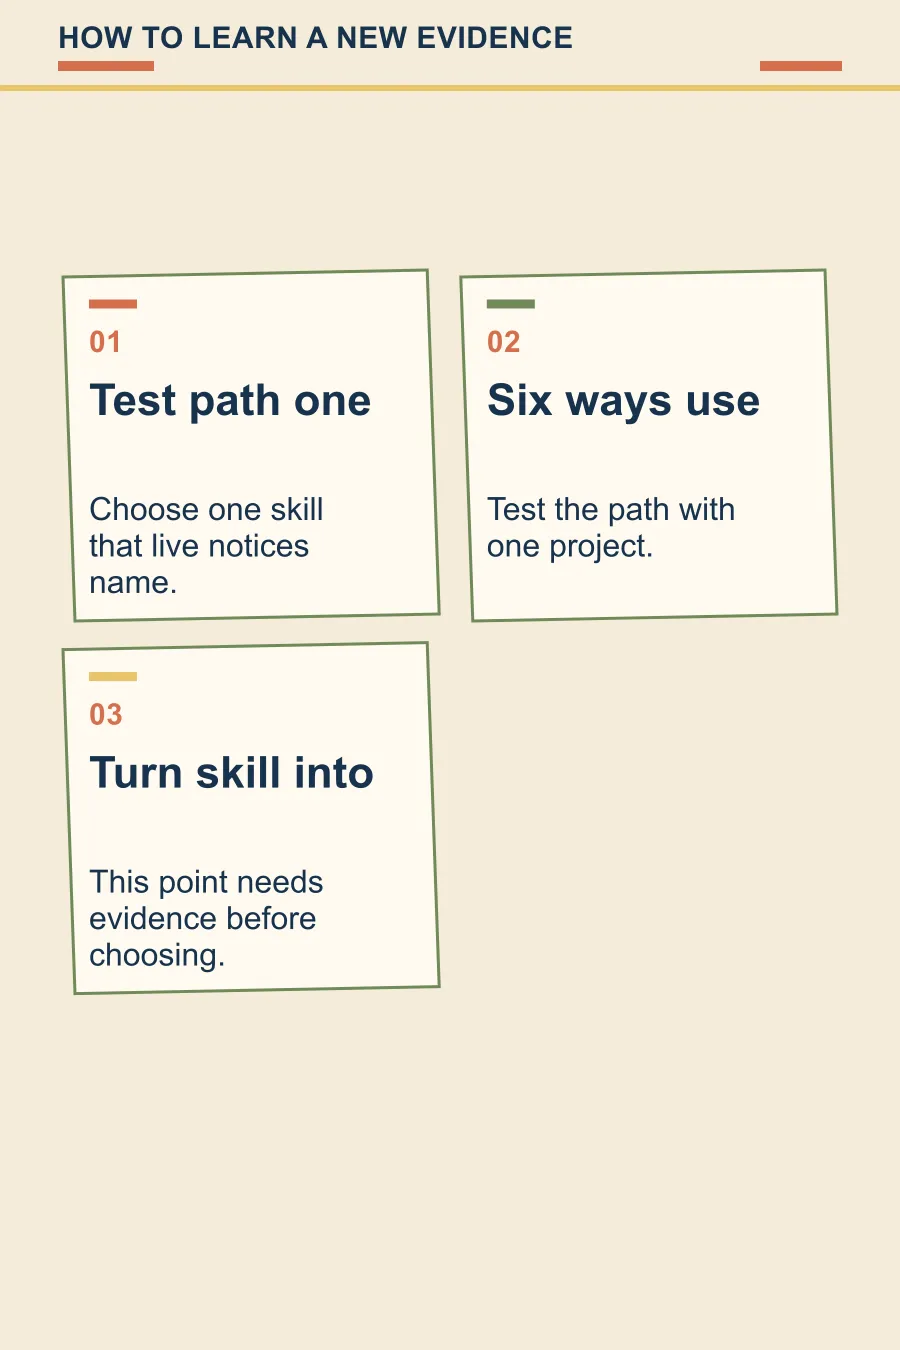 HOW TO LEARN A NEW EVIDENCE
01
Test path one
Choose one skill
that live notices
name.
02
Six ways use
Test the path with
one project.
03
Turn skill into
This point needs
evidence before
choosing.